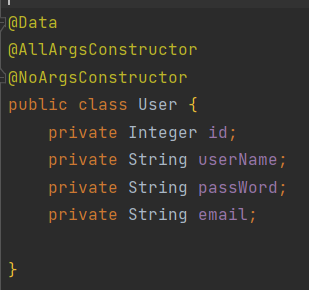 @Data
@AllArgsConstructor
@NoArgsConstructor
public class User {
    private Integer id;
    private String userName;
    private String passWord;
    private String email;
}